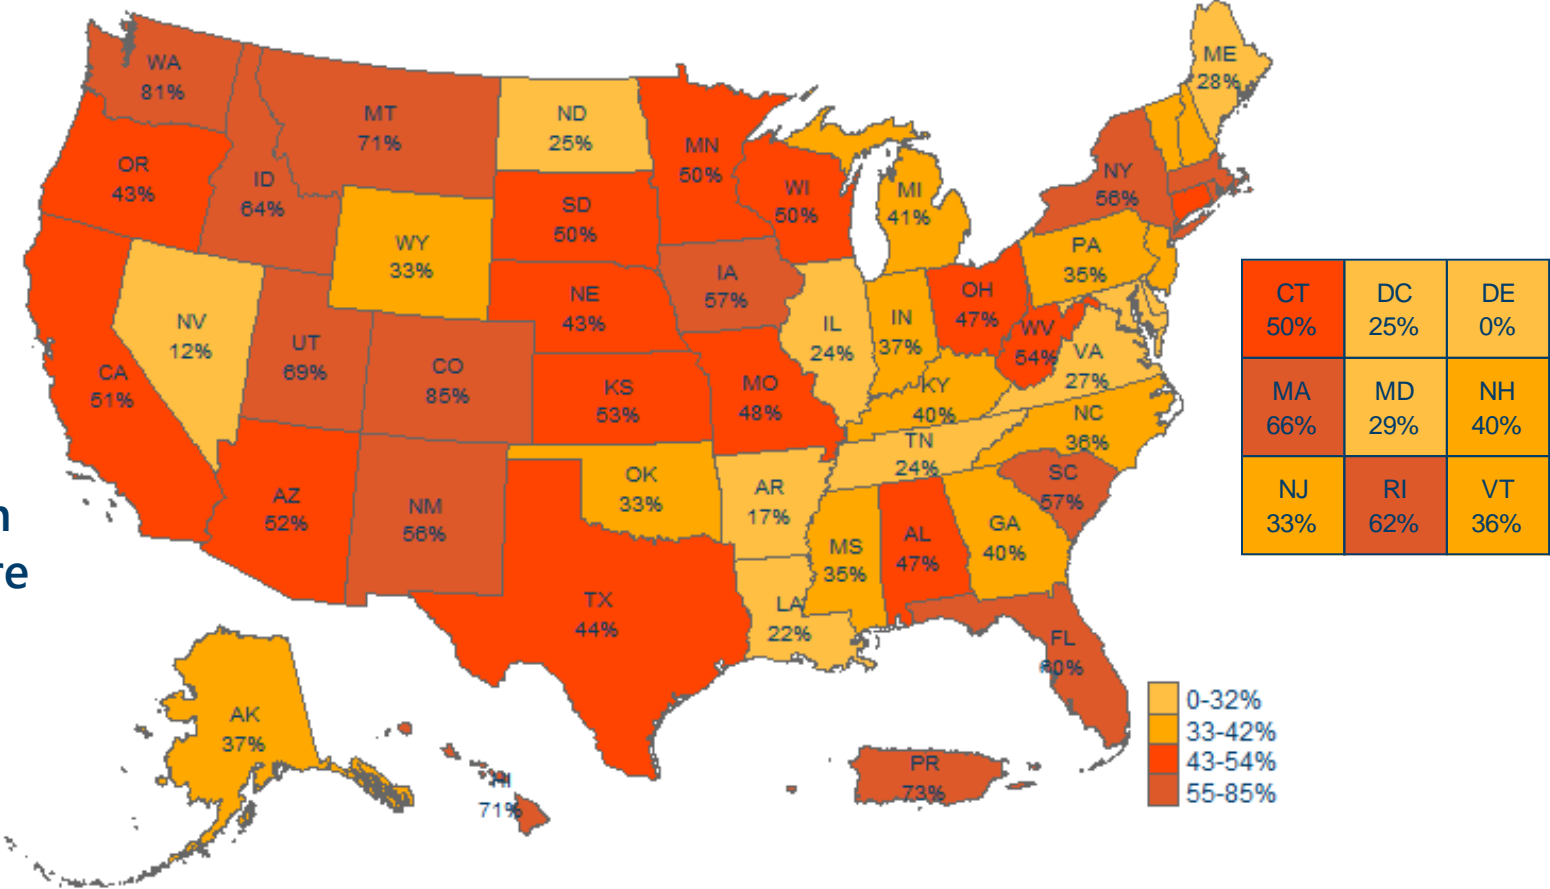 WA
81%
MT
71%
ND
25%
MN
50%
ME
28%
OR
43%
ID
64%
WI
50%
MI
41%
NY
56%
SD
50%
WY
33%
PA
35%
IA
57%
NE
43%
OH
47%
NV
12%
UT
69%
CO
85%
IL
24%
IN
37%
WV
54%
VA
27%
CA
51%
KS
53%
MO
48%
KY
40%
NC
36%
TN
24%
SC
57%
AZ
52%
NM
56%
OK
33%
AR
17%
MS
35%
AL
47%
GA
40%
TX
44%
LA
22%
FL
60%
AK
37%
HI
71%
PR
73%
CT
50%
DC
25%
DE
0%
MA
66%
MD
29%
NH
40%
NJ
33%
RI
62%
VT
36%
0-32%
33-42%
43-54%
55-85%